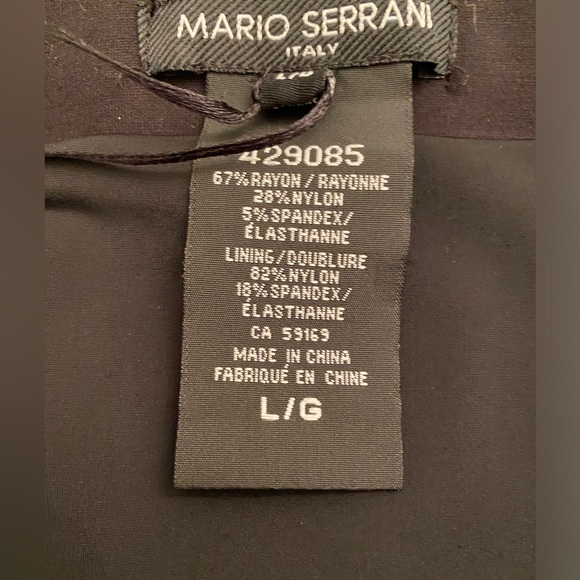 MARIO SERRANI
ITALY
429085
67%RAYON/RAYONNE
28%NYLON
5%SPANDEX/
ÉLASTHANNE
LINING/DOUBLURE
82%NYLON
18%SPANDEX/
ÉLASTHANNE
CA 59169
MADE IN CHINA
FABRIQUÉ EN CHINE
L/G